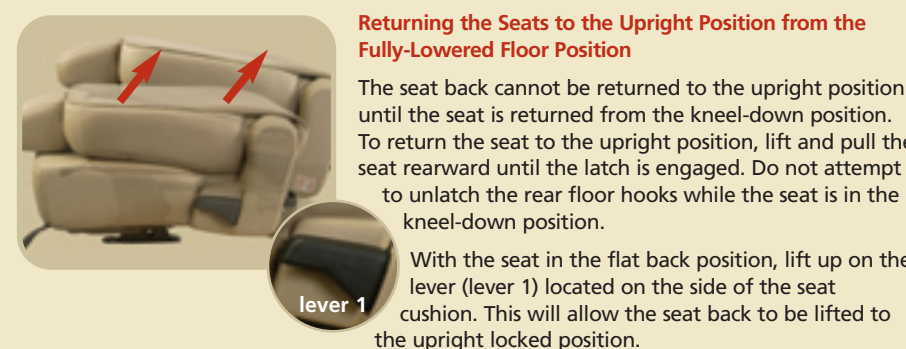 Returning the Seats to the Upright Position from the
Fully-Lowered Floor Position
The seat back cannot be returned to the upright position
until the seat is returned from the kneel-down position.
To return the seat to the upright position, lift and pull the
seat rearward until the latch is engaged. Do not attempt
to unlatch the rear floor hooks while the seat is in the
kneel-down position.
With the seat in the flat back position, lift up on the
lever (lever 1) located on the side of the seat
cushion. This will allow the seat back to be lifted to
the upright locked position.
lever 1